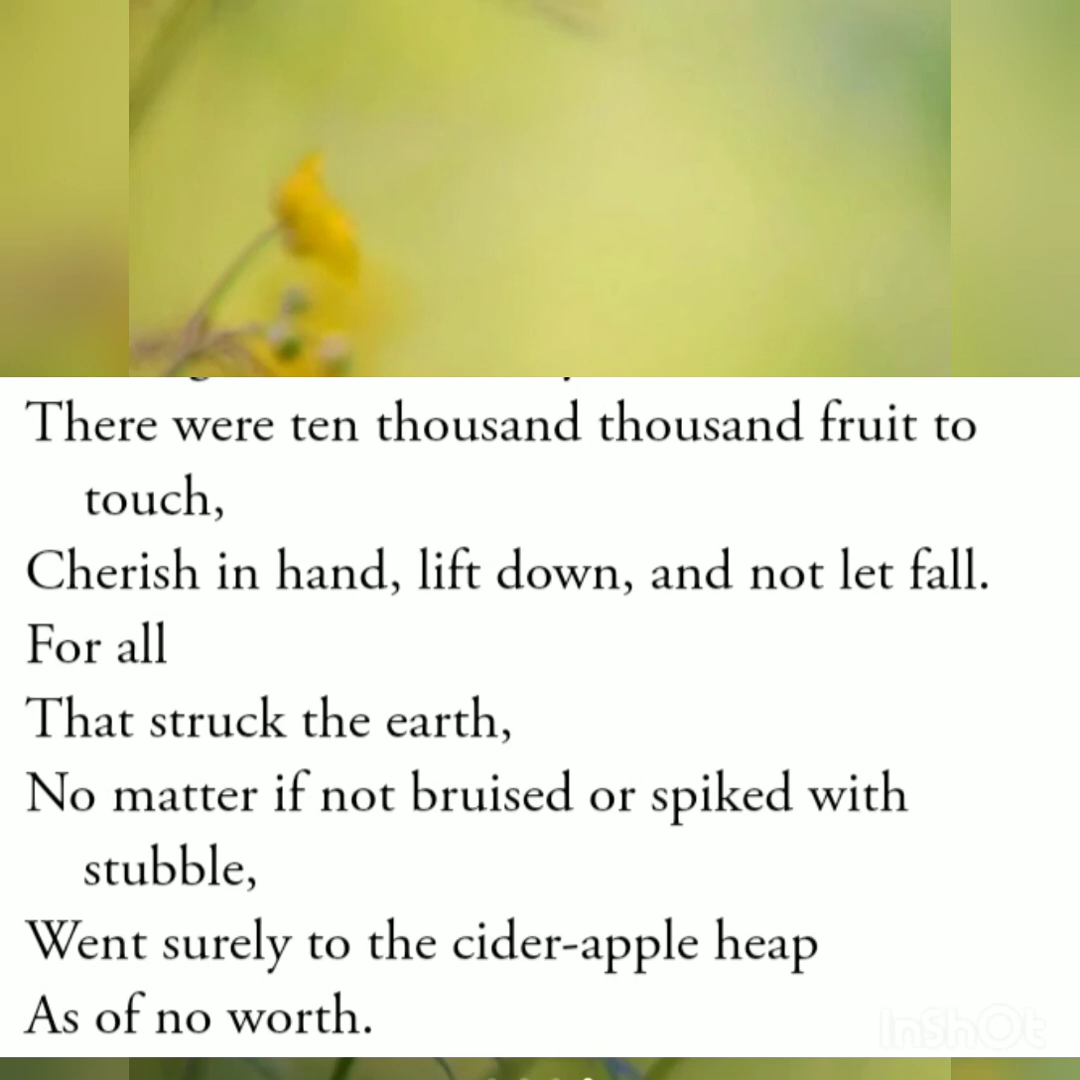 There were ten thousand thousand fruit to
touch,
Cherish in hand, lift down, and not let fall.
For all
That struck the earth,
No matter if not bruised or spiked with
stubble,
Went surely to the cider-apple heap
As of no worth.
InShOt